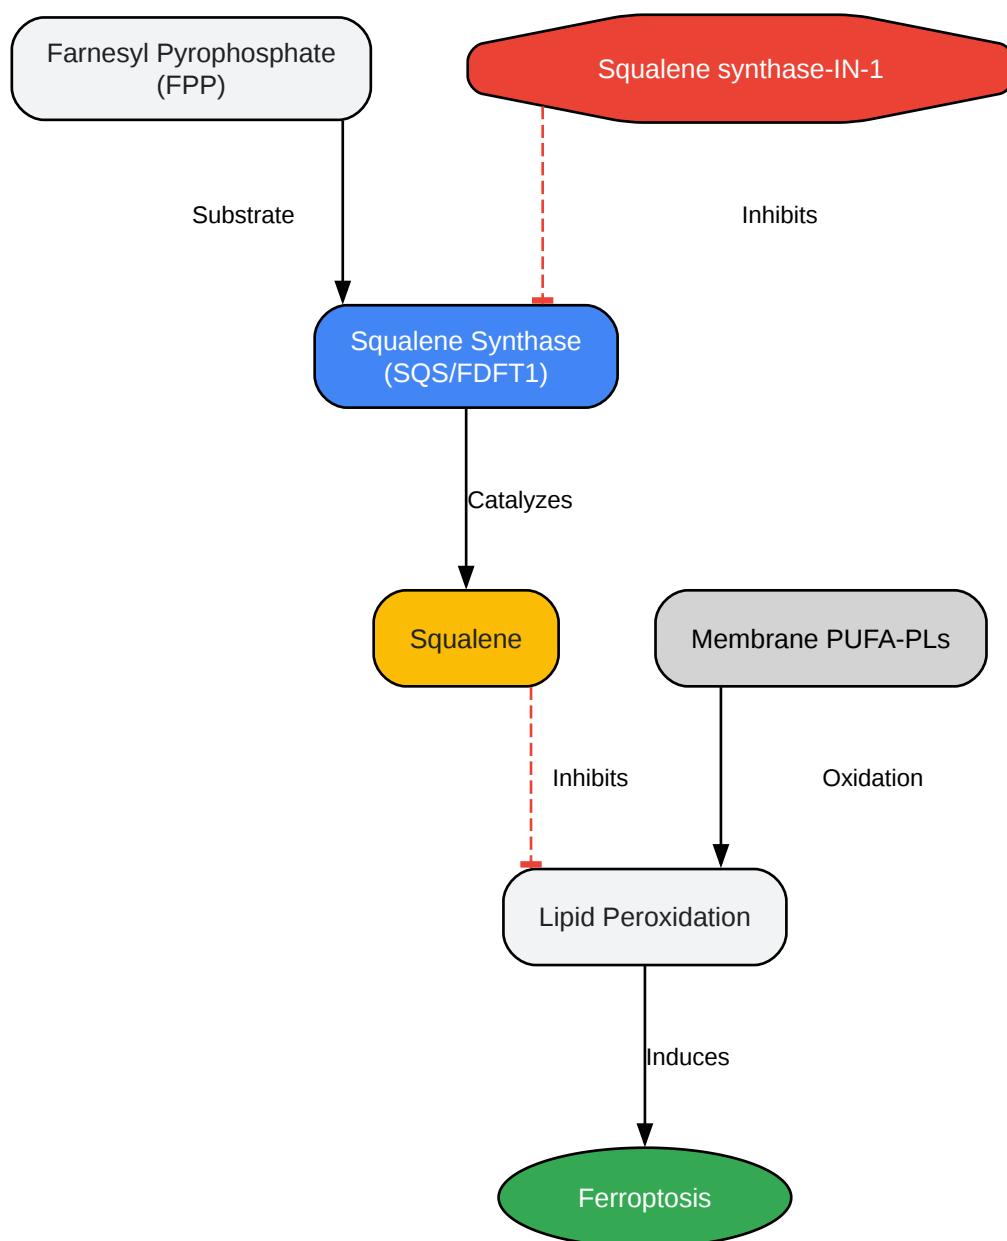 Farnesyl Pyrophosphate
(FPP)
Squalene synthase-IN-1
Substrate
Inhibits
Squalene Synthase
(SQS/FDFT1)
Catalyzes
Squalene
Membrane PUFA-PLs
Inhibits
Oxidation
Lipid Peroxidation
Induces
Ferroptosis